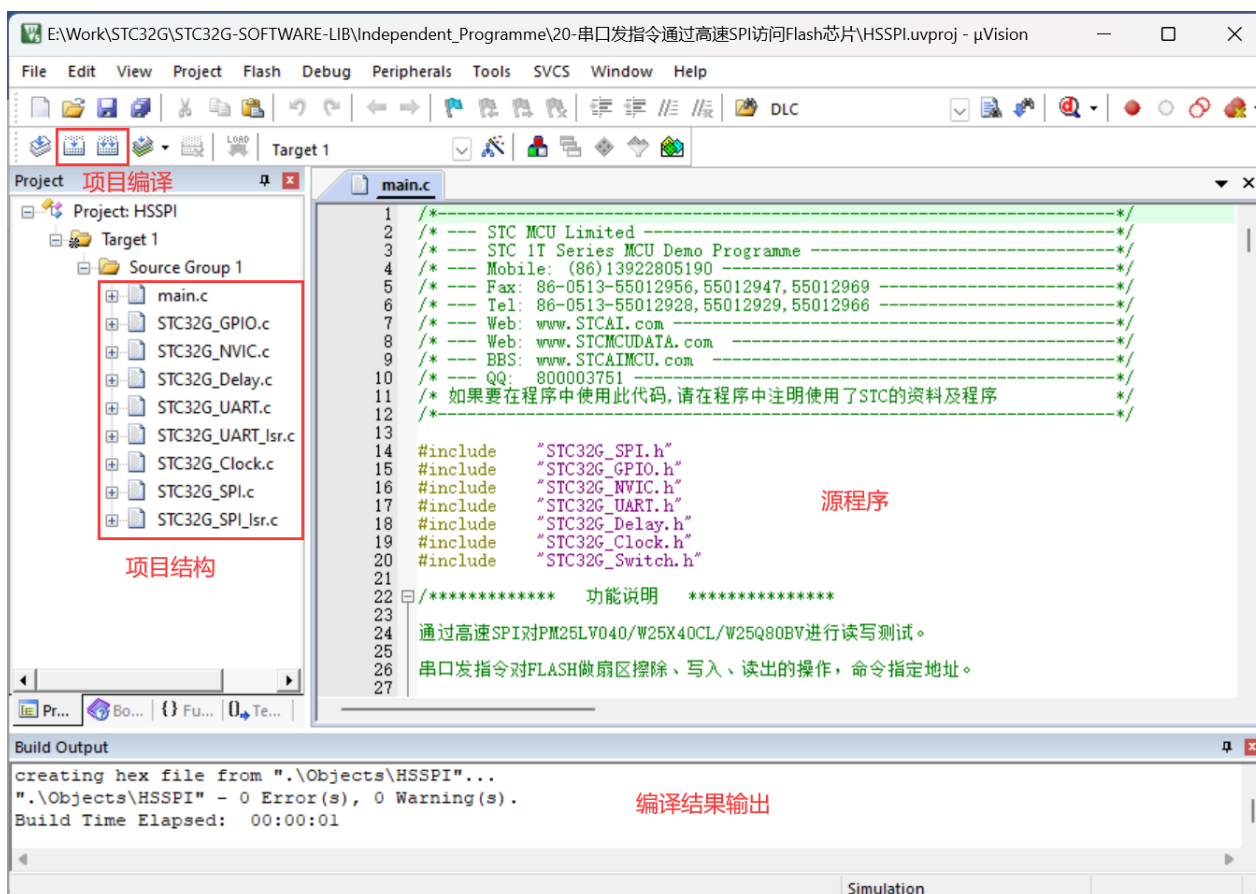 E:\Work\STC32G\STC32G-SOFTWARE-LIB\Independent_Programme\20-串口发指令通过高速SPI访问Flash芯片\HSSPI.uvproj - µVision
File Edit View Project Flash Debug Peripherals Tools SVCS Window Help
DLC
LOAD Target 1
Project 项目编译
main.c
Project: HSSPI
Target 1
Source Group 1
main.c
STC32G_GPIO.c
STC32G_NVIC.c
STC32G_Delay.c
STC32G_UART.c
STC32G_UART_Isr.c
STC32G_Clock.c
STC32G_SPI.c
STC32G_SPI_Isr.c
项目结构
1 /*---------------------------------------------------------------------*/
2 /* --- STC MCU Limited ------------------------------------------------*/
3 /* --- STC 1T Series MCU Demo Programme -------------------------------*/
4 /* --- Mobile: (86)13922805190 ----------------------------------------*/
5 /* --- Fax: 86-0513-55012956,55012947,55012969 ------------------------*/
6 /* --- Tel: 86-0513-55012928,55012929,55012966 ------------------------*/
7 /* --- Web: www.STCAI.com ---------------------------------------------*/
8 /* --- Web: www.STCMCUDATA.com ---------------------------------------*/
9 /* --- BBS: www.STCAIMCU.com -----------------------------------------*/
10 /* --- QQ: 800003751 -------------------------------------------------*/
11 /* 如果要在程序中使用此代码,请在程序中注明使用了STC的资料及程序 */
12 /*---------------------------------------------------------------------*/
13
14 #include "STC32G_SPI.h"
15 #include "STC32G_GPIO.h"
16 #include "STC32G_NVIC.h"
17 #include "STC32G_UART.h"
18 #include "STC32G_Delay.h"
19 #include "STC32G_Clock.h"
20 #include "STC32G_Switch.h"
21
22 /************* 功能说明 ***************
23
24 通过高速SPI对PM25LV040/W25X40CL/W25Q80BV进行读写测试。
25
26 串口发指令对FLASH做扇区擦除、写入、读出的操作，命令指定地址。
27
源程序
Pr... Bo... {} Fu... Te...
Build Output
creating hex file from ".\Objects\HSSPI"...
".\Objects\HSSPI" - 0 Error(s), 0 Warning(s).
Build Time Elapsed: 00:00:01
编译结果输出
Simulation